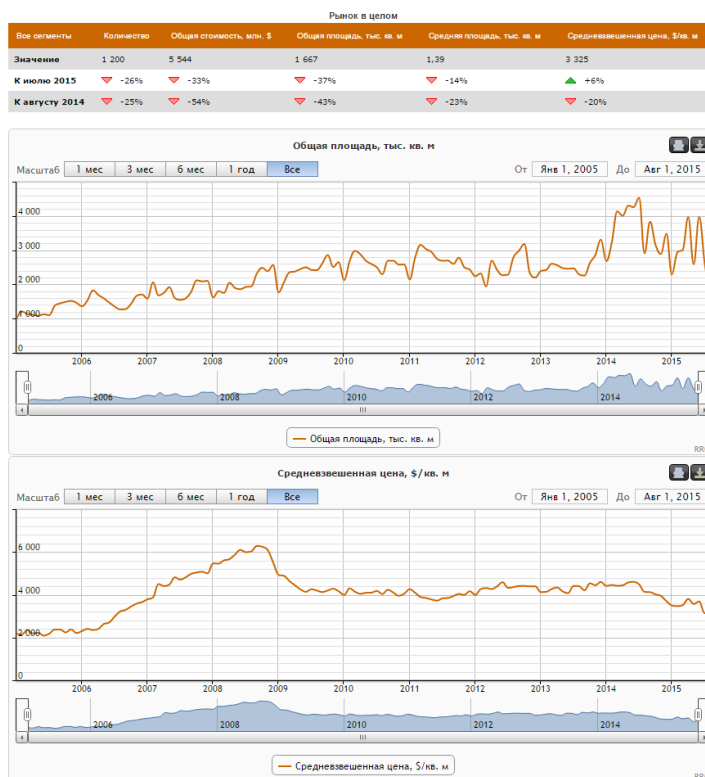 Рынок в целом
Все сегменты Количество Общая стоимость, млн. $ Общая площадь, тыс. кв. м Средняя площадь, тыс. кв. м Средневзвешенная цена, $/кв. м
Значение 1 200 5 544 1 667 1,39 3 325
К июлю 2015 -26% -33% -37% -14% +6%
К августу 2014 -25% -54% -43% -23% -20%
Общая площадь, тыс. кв. м
Масштаб 1 мес 3 мес 6 мес 1 год Все От Янв 1, 2005 До Авг 1, 2015
4 000
3 000
2 000
1 000
0
2006 2007 2008 2009 2010 2011 2012 2013 2014 2015
2006 2008 2010 2012 2014
Общая площадь, тыс. кв. м
Средневзвешенная цена, $/кв. м
Масштаб 1 мес 3 мес 6 мес 1 год Все От Янв 1, 2005 До Авг 1, 2015
6 000
4 000
2 000
0
2006 2007 2008 2009 2010 2011 2012 2013 2014 2015
2006 2008 2010 2012 2014
Средневзвешенная цена, $/кв. м